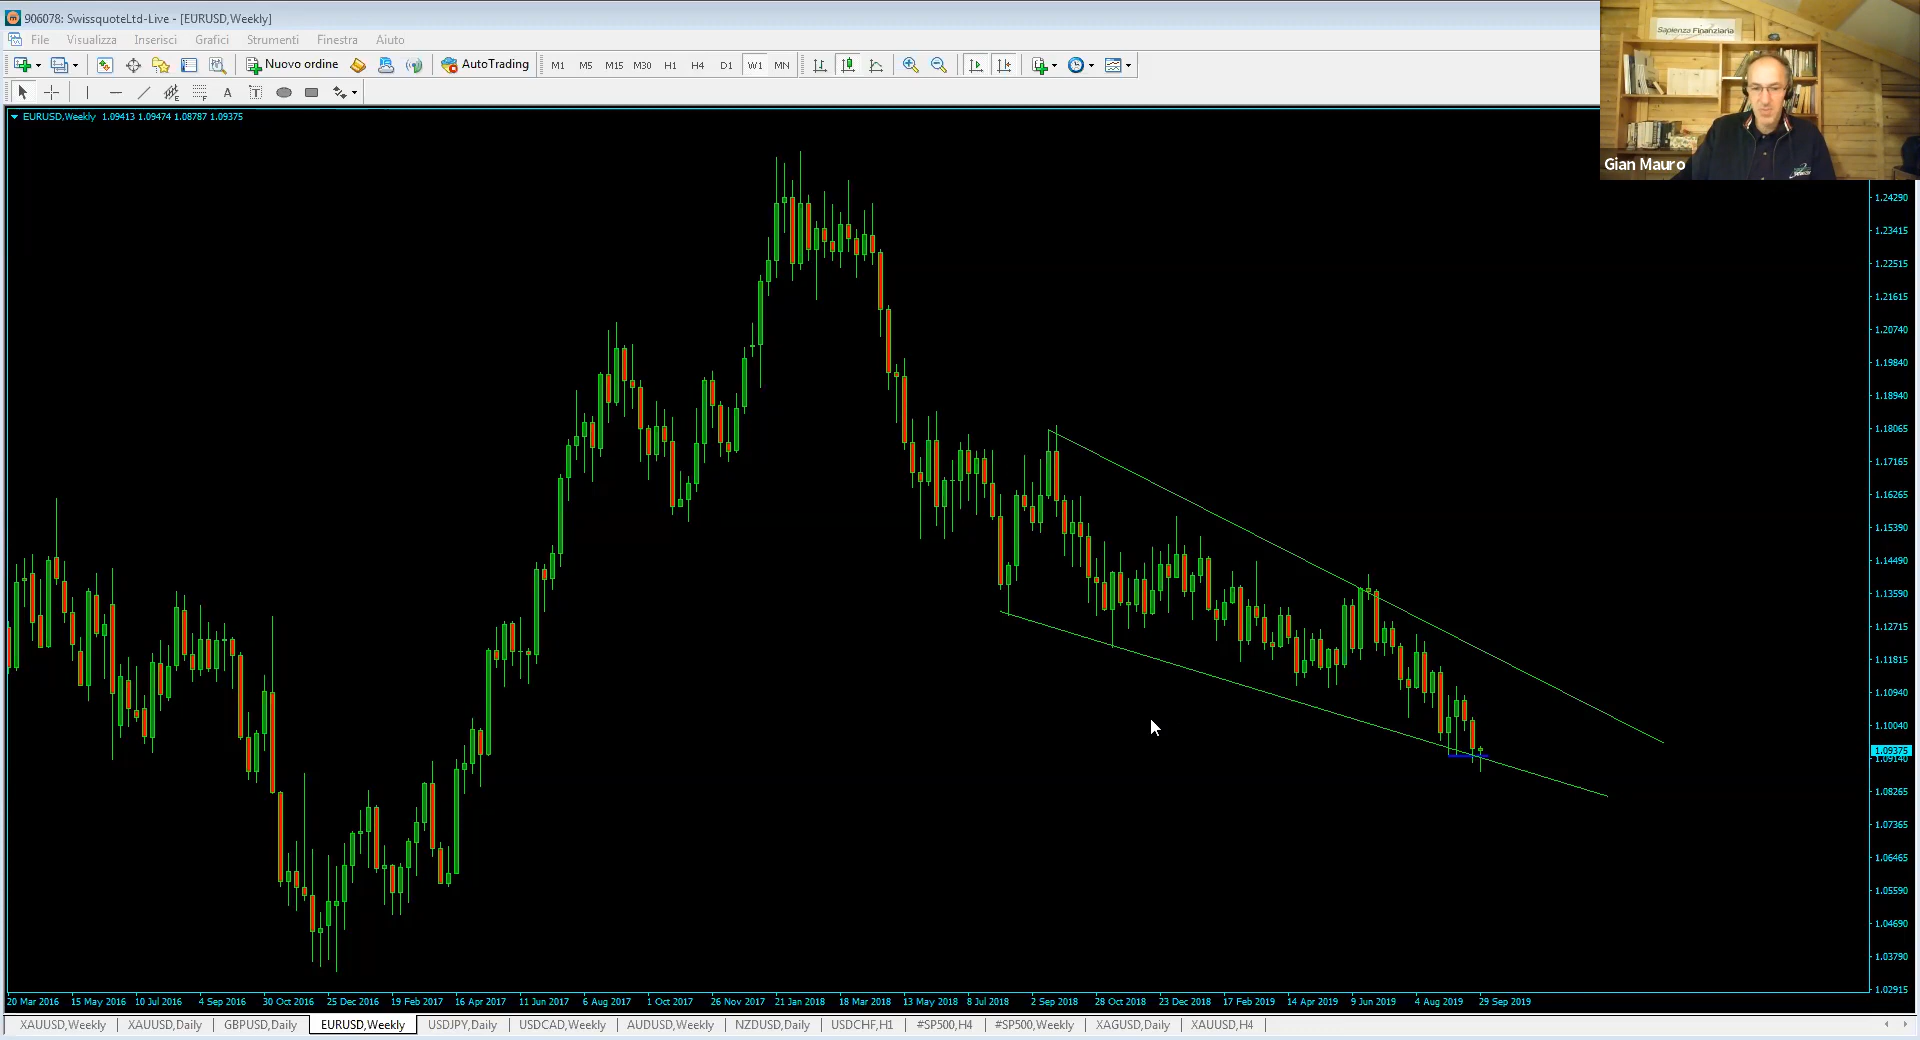 906078: SwissquoteLtd-Live - [EURUSD,Weekly]
File Visualizza Inserisci Grafici Strumenti Finestra Aiuto
Nuovo ordine AutoTrading M1 M5 M15 M30 H1 H4 D1 W1 MN
A T
EURUSD,Weekly 1.09413 1.09474 1.08787 1.09375
Sapienza Finanziaria
Gian Mauro
1.24290
1.23415
1.22515
1.21615
1.20740
1.19840
1.18940
1.18065
1.17165
1.16265
1.15390
1.14490
1.13590
1.12715
1.11815
1.10940
1.10040
1.09375
1.09140
1.08265
1.07365
1.06465
1.05590
1.04690
1.03790
1.02915
20 Mar 2016 15 May 2016 10 Jul 2016 4 Sep 2016 30 Oct 2016 25 Dec 2016 19 Feb 2017 16 Apr 2017 11 Jun 2017 6 Aug 2017 1 Oct 2017 26 Nov 2017 21 Jan 2018 18 Mar 2018 13 May 2018 8 Jul 2018 2 Sep 2018 28 Oct 2018 23 Dec 2018 17 Feb 2019 14 Apr 2019 9 Jun 2019 4 Aug 2019 29 Sep 2019
XAUUSD,Weekly XAUUSD,Daily GBPUSD,Daily EURUSD,Weekly USDJPY,Daily USDCAD,Weekly AUDUSD,Weekly NZDUSD,Daily USDCHF,H1 #SP500,H4 #SP500,Weekly XAGUSD,Daily XAUUSD,H4